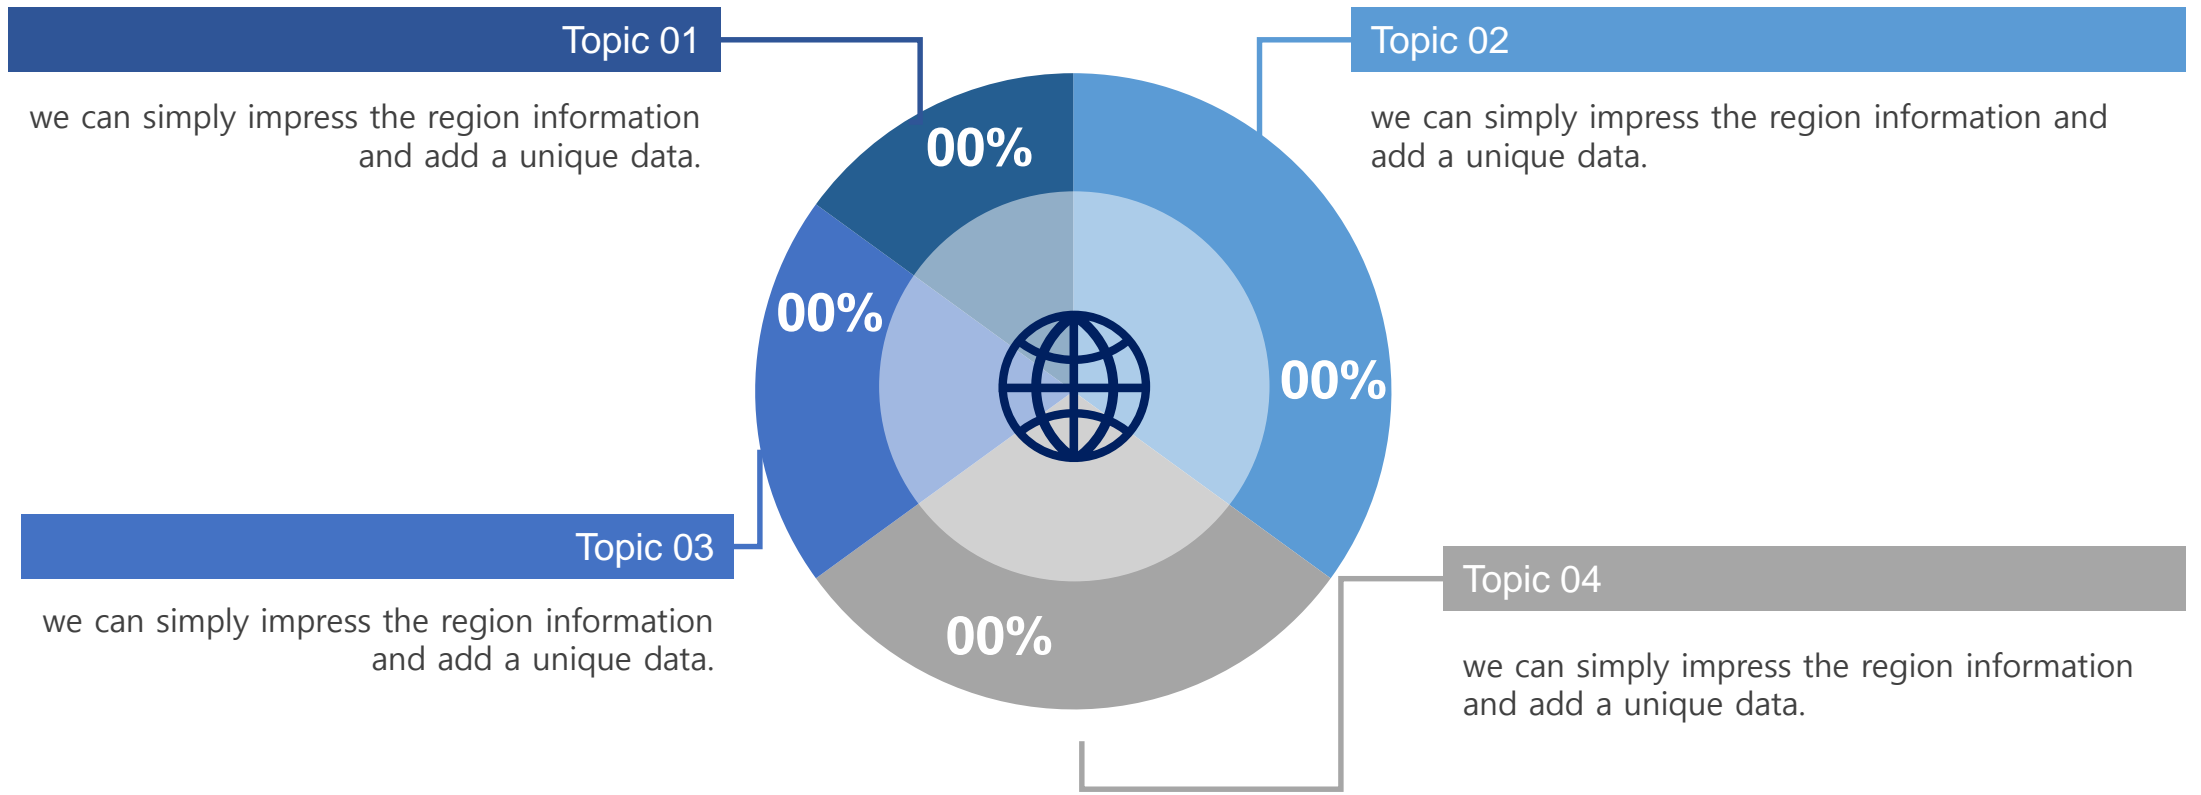 Topic 01
we can simply impress the region information
and add a unique data.
Topic 02
we can simply impress the region information and
add a unique data.
00%
00%
00%
00%
Topic 03
we can simply impress the region information
and add a unique data.
Topic 04
we can simply impress the region information
and add a unique data.